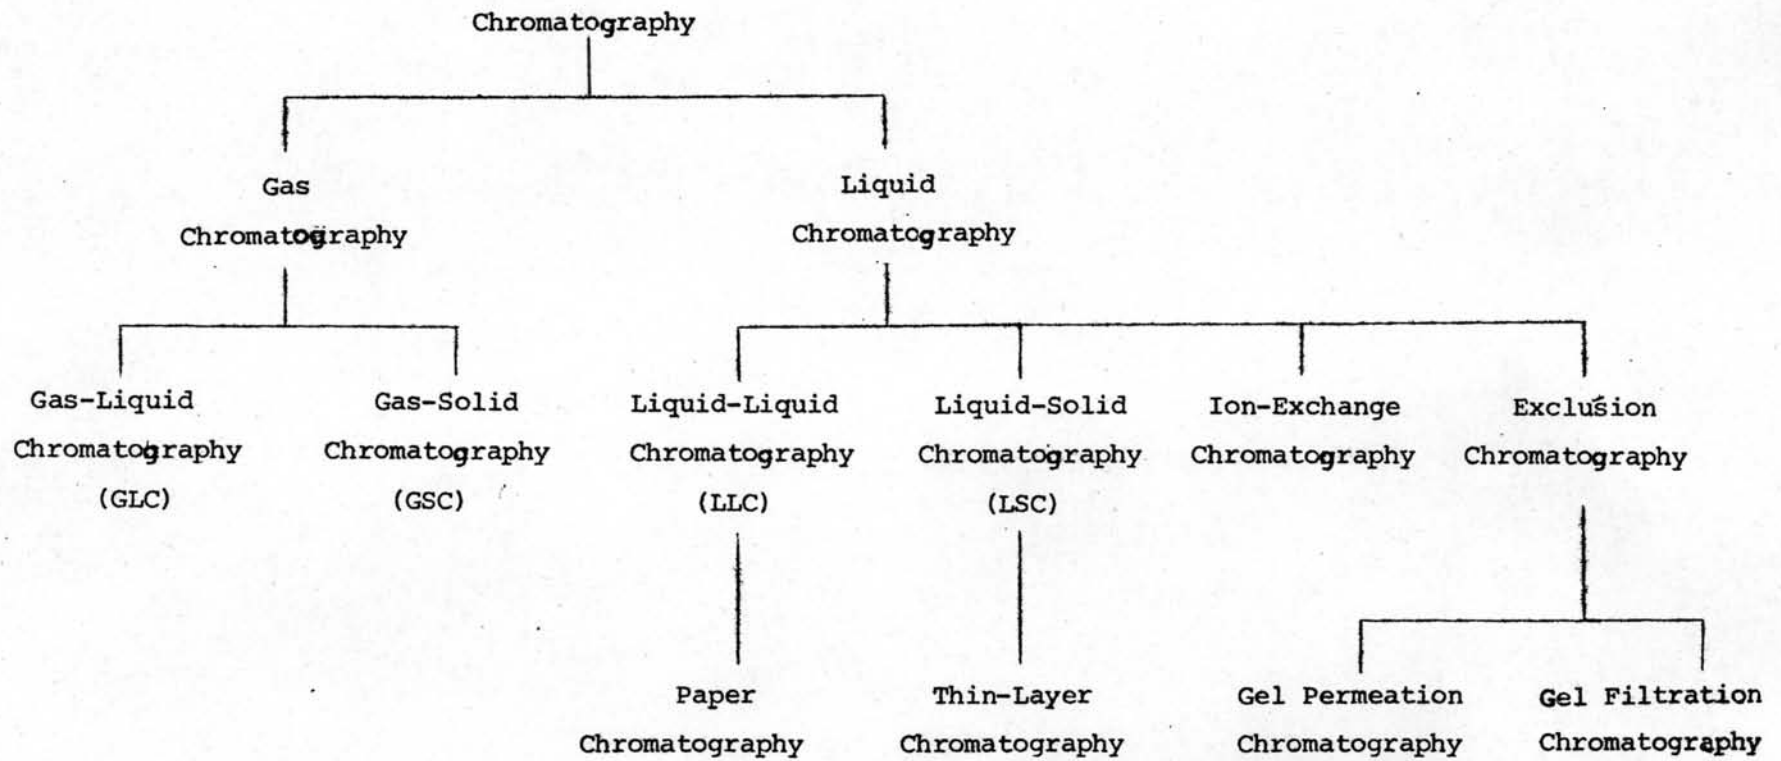 Chromatography
Gas
Chromatography
Liquid
Chromatography
Gas-Liquid
Chromatography
(GLC)
Gas-Solid
Chromatography
(GSC)
Liquid-Liquid
Chromatography
(LLC)
Liquid-Solid
Chromatography
(LSC)
Ion-Exchange
Chromatography
Exclusion
Chromatography
Paper
Chromatography
Thin-Layer
Chromatography
Gel Permeation
Chromatography
Gel Filtration
Chromatography